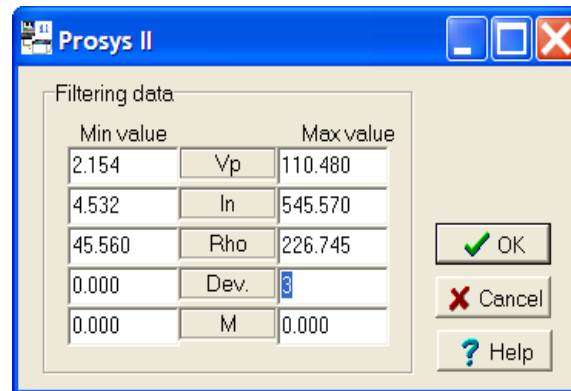 Prosys II
Filtering data
Min value Max value
2.154 Vp 110.480
4.532 In 545.570
45.560 Rho 226.745
0.000 Dev. 3
0.000 M 0.000
OK
Cancel
? Help